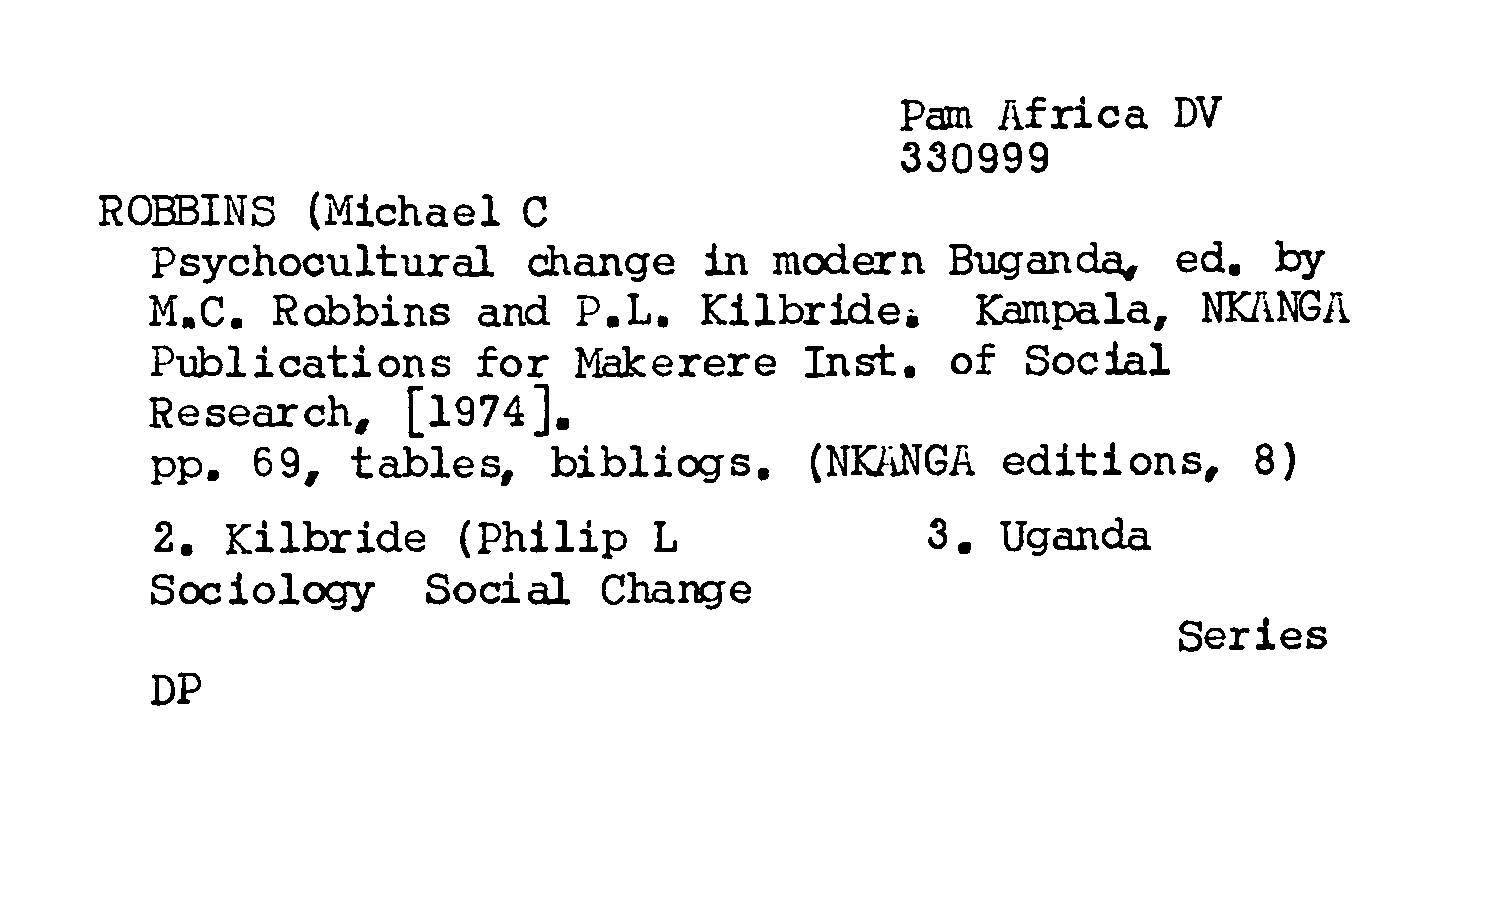 Pam Africa DV
330999
ROBBINS (Michael C
Psychocultural change in modern Buganda, ed. by
M.C. Robbins and P.L. Kilbride. Kampala, NKANGA
Publications for Makerere Inst. of Social
Research, [1974].
pp. 69, tables, bibliogs. (NKANGA editions, 8)
2. Kilbride (Philip L 3. Uganda
Sociology Social Change
Series
DP